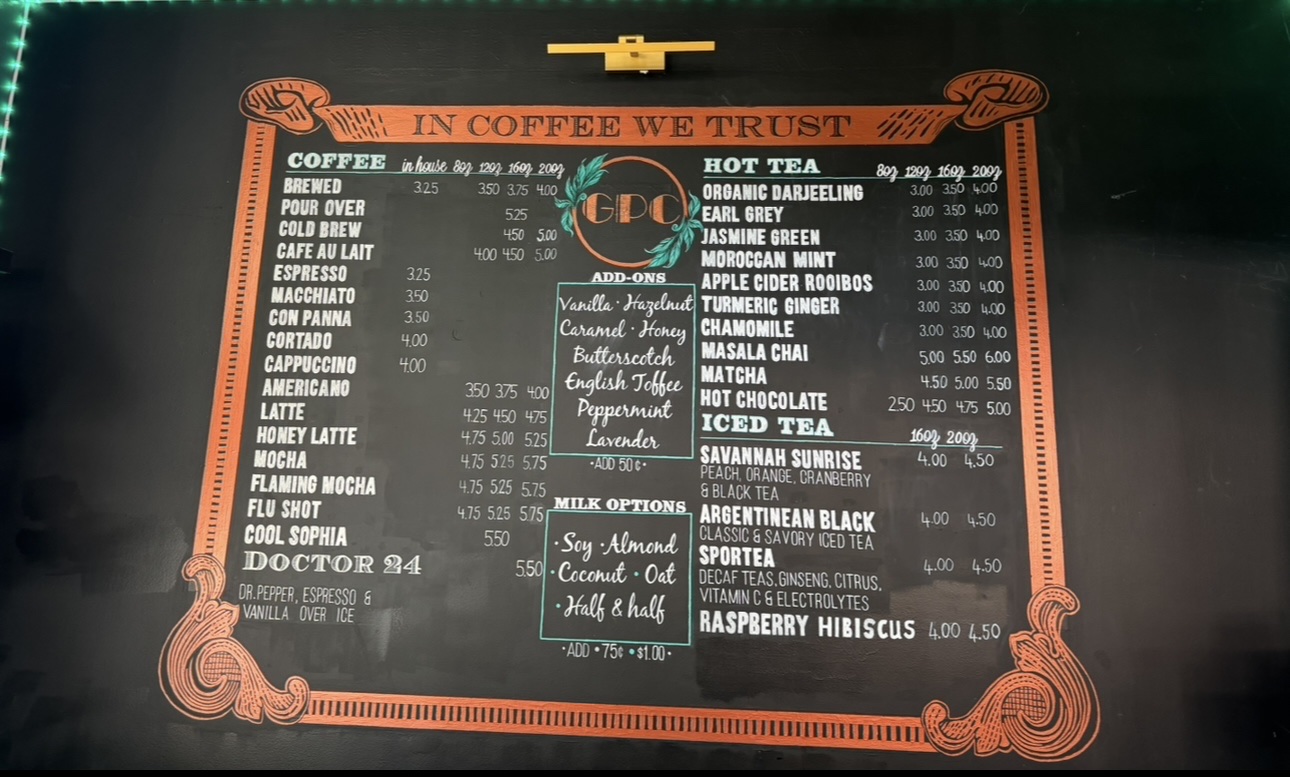 IN COFFEE WE TRUST
COFFEE in house 8oz 12oz 16oz 20oz
BREWED 3.25 3.50 3.75 4.00
POUR OVER 5.25
COLD BREW 4.50 5.00
CAFE AU LAIT 4.00 4.50 5.00
ESPRESSO 3.25
MACCHIATO 3.50
CON PANNA 3.50
CORTADO 4.00
CAPPUCCINO 4.00
AMERICANO 3.50 3.75 4.00
LATTE 4.25 4.50 4.75
HONEY LATTE 4.75 5.00 5.25
MOCHA 4.75 5.25 5.75
FLAMING MOCHA 4.75 5.25 5.75
FLU SHOT 4.75 5.25 5.75
COOL SOPHIA 5.50
DOCTOR 24 5.50
DR. PEPPER, ESPRESSO &
VANILLA OVER ICE
GPC
ADD-ONS
Vanilla · Hazelnut
Caramel · Honey
Butterscotch
English Toffee
Peppermint
Lavender
·ADD 50¢·
MILK OPTIONS
·Soy ·Almond
·Coconut ·Oat
·Half & half
·ADD •75¢ •$1.00·
HOT TEA 8oz 12oz 16oz 20oz
ORGANIC DARJEELING 3.00 3.50 4.00
EARL GREY 3.00 3.50 4.00
JASMINE GREEN 3.00 3.50 4.00
MOROCCAN MINT 3.00 3.50 4.00
APPLE CIDER ROOIBOS 3.00 3.50 4.00
TURMERIC GINGER 3.00 3.50 4.00
CHAMOMILE 3.00 3.50 4.00
MASALA CHAI 5.00 5.50 6.00
MATCHA 4.50 5.00 5.50
HOT CHOCOLATE 2.50 4.50 4.75 5.00
ICED TEA 16oz 20oz
SAVANNAH SUNRISE 4.00 4.50
PEACH, ORANGE, CRANBERRY
& BLACK TEA
ARGENTINEAN BLACK 4.00 4.50
CLASSIC & SAVORY ICED TEA
SPORTEA 4.00 4.50
DECAF TEAS, GINSENG, CITRUS,
VITAMIN C & ELECTROLYTES
RASPBERRY HIBISCUS 4.00 4.50